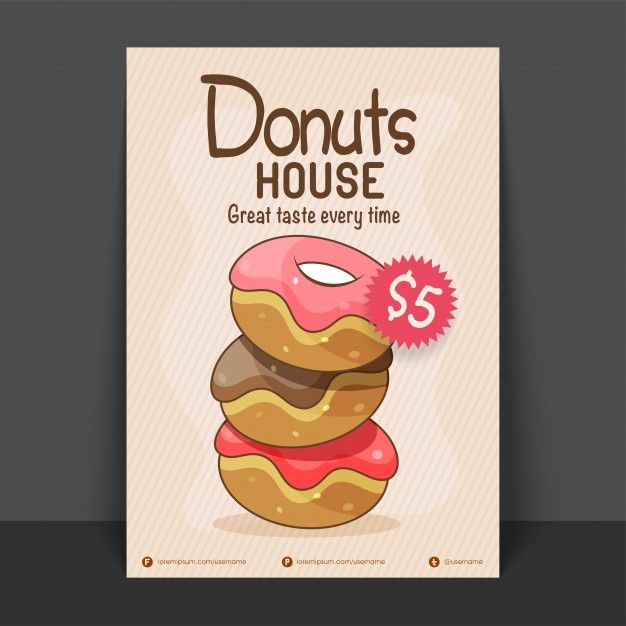 Donuts
HOUSE
Great taste every time
$5
F loremipsum.com/username
P loremipsum.com/username
t @username